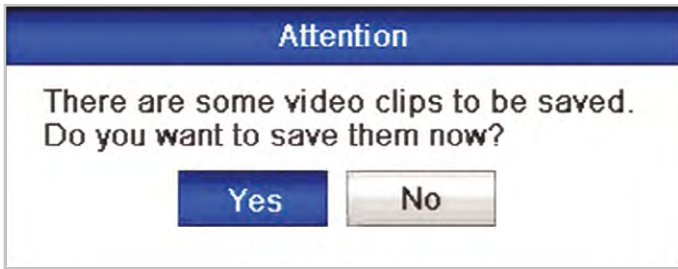 Attention
There are some video clips to be saved.
Do you want to save them now?
Yes
No